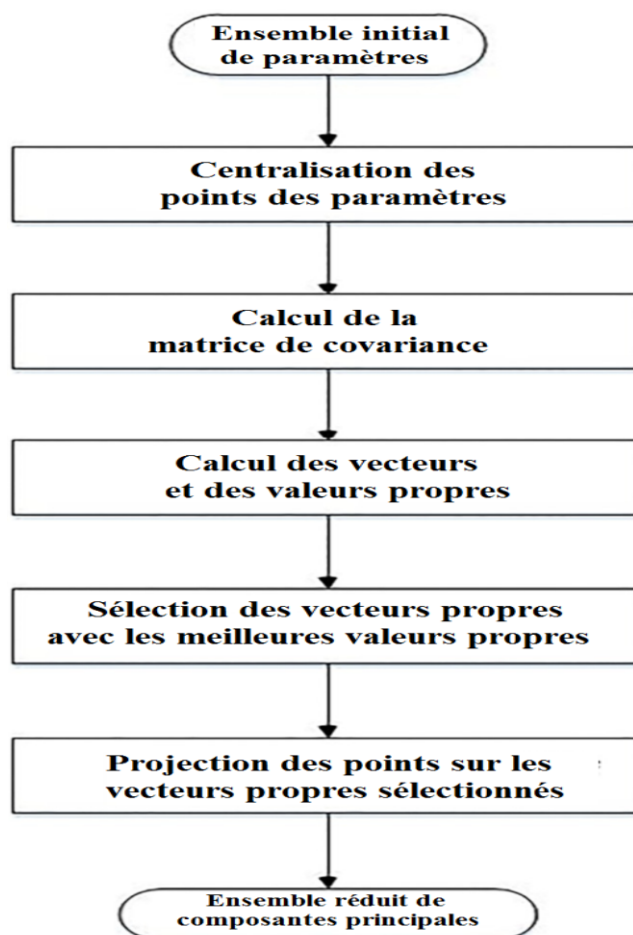 Ensemble initial
de paramètres
Centralisation des
points des paramètres
Calcul de la
matrice de covariance
Calcul des vecteurs
et des valeurs propres
Sélection des vecteurs propres
avec les meilleures valeurs propres
Projection des points sur les
vecteurs propres sélectionnés
Ensemble réduit de
composantes principales